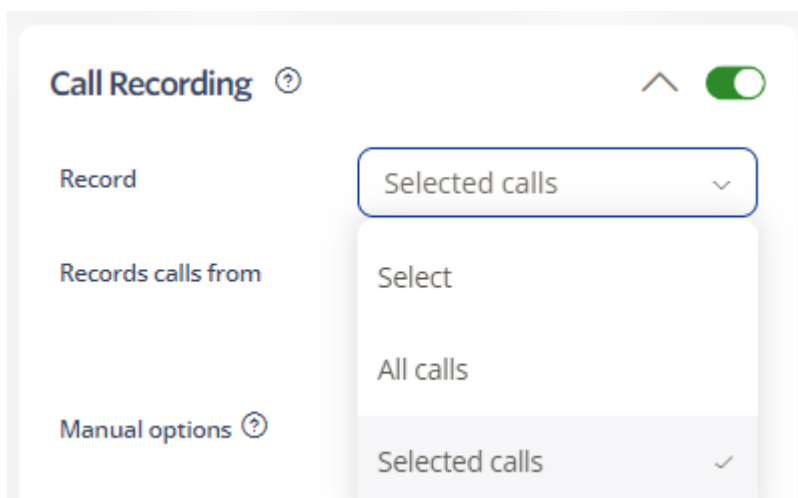 Call Recording
Record
Selected calls
Records calls from
Select
All calls
Manual options
Selected calls